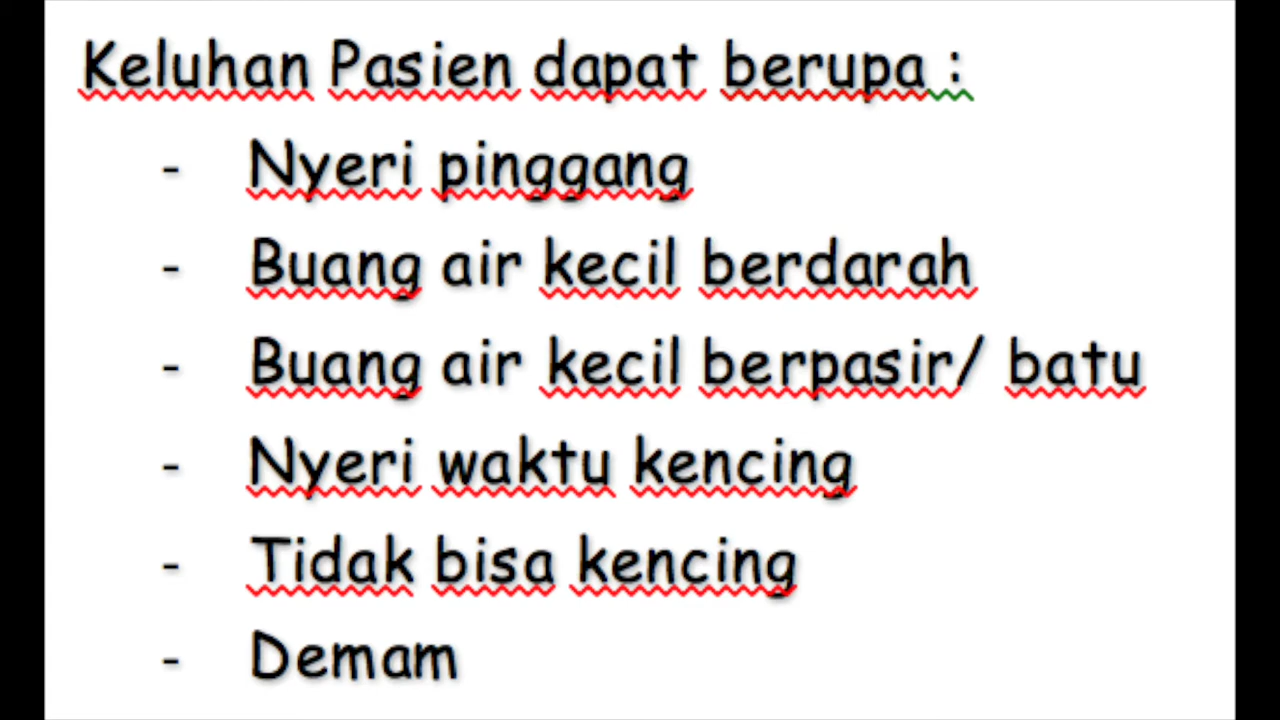 Keluhan Pasien dapat berupa :
- Nyeri pinggang
- Buang air kecil berdarah
- Buang air kecil berpasir/ batu
- Nyeri waktu kencing
- Tidak bisa kencing
- Demam